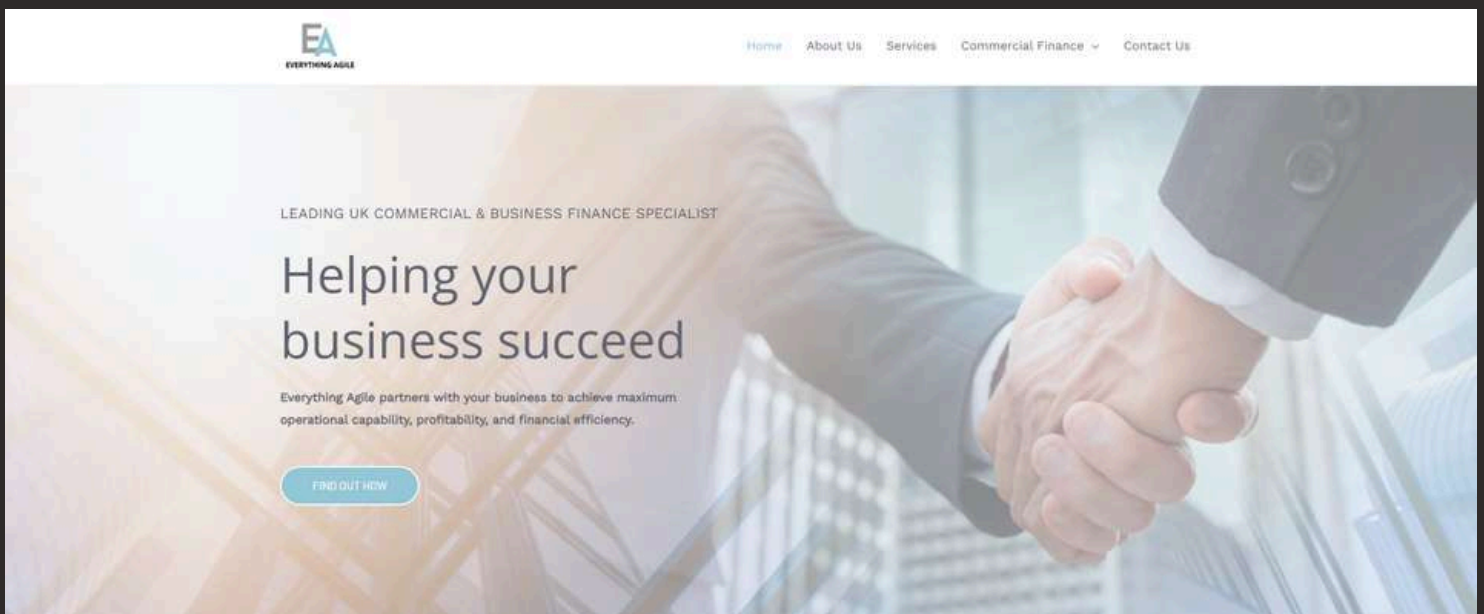 EA
EVERYTHING AGILE
Home About Us Services Commercial Finance Contact Us
LEADING UK COMMERCIAL & BUSINESS FINANCE SPECIALIST
Helping your
business succeed
Everything Agile partners with your business to achieve maximum
operational capability, profitability, and financial efficiency.
FIND OUT HOW